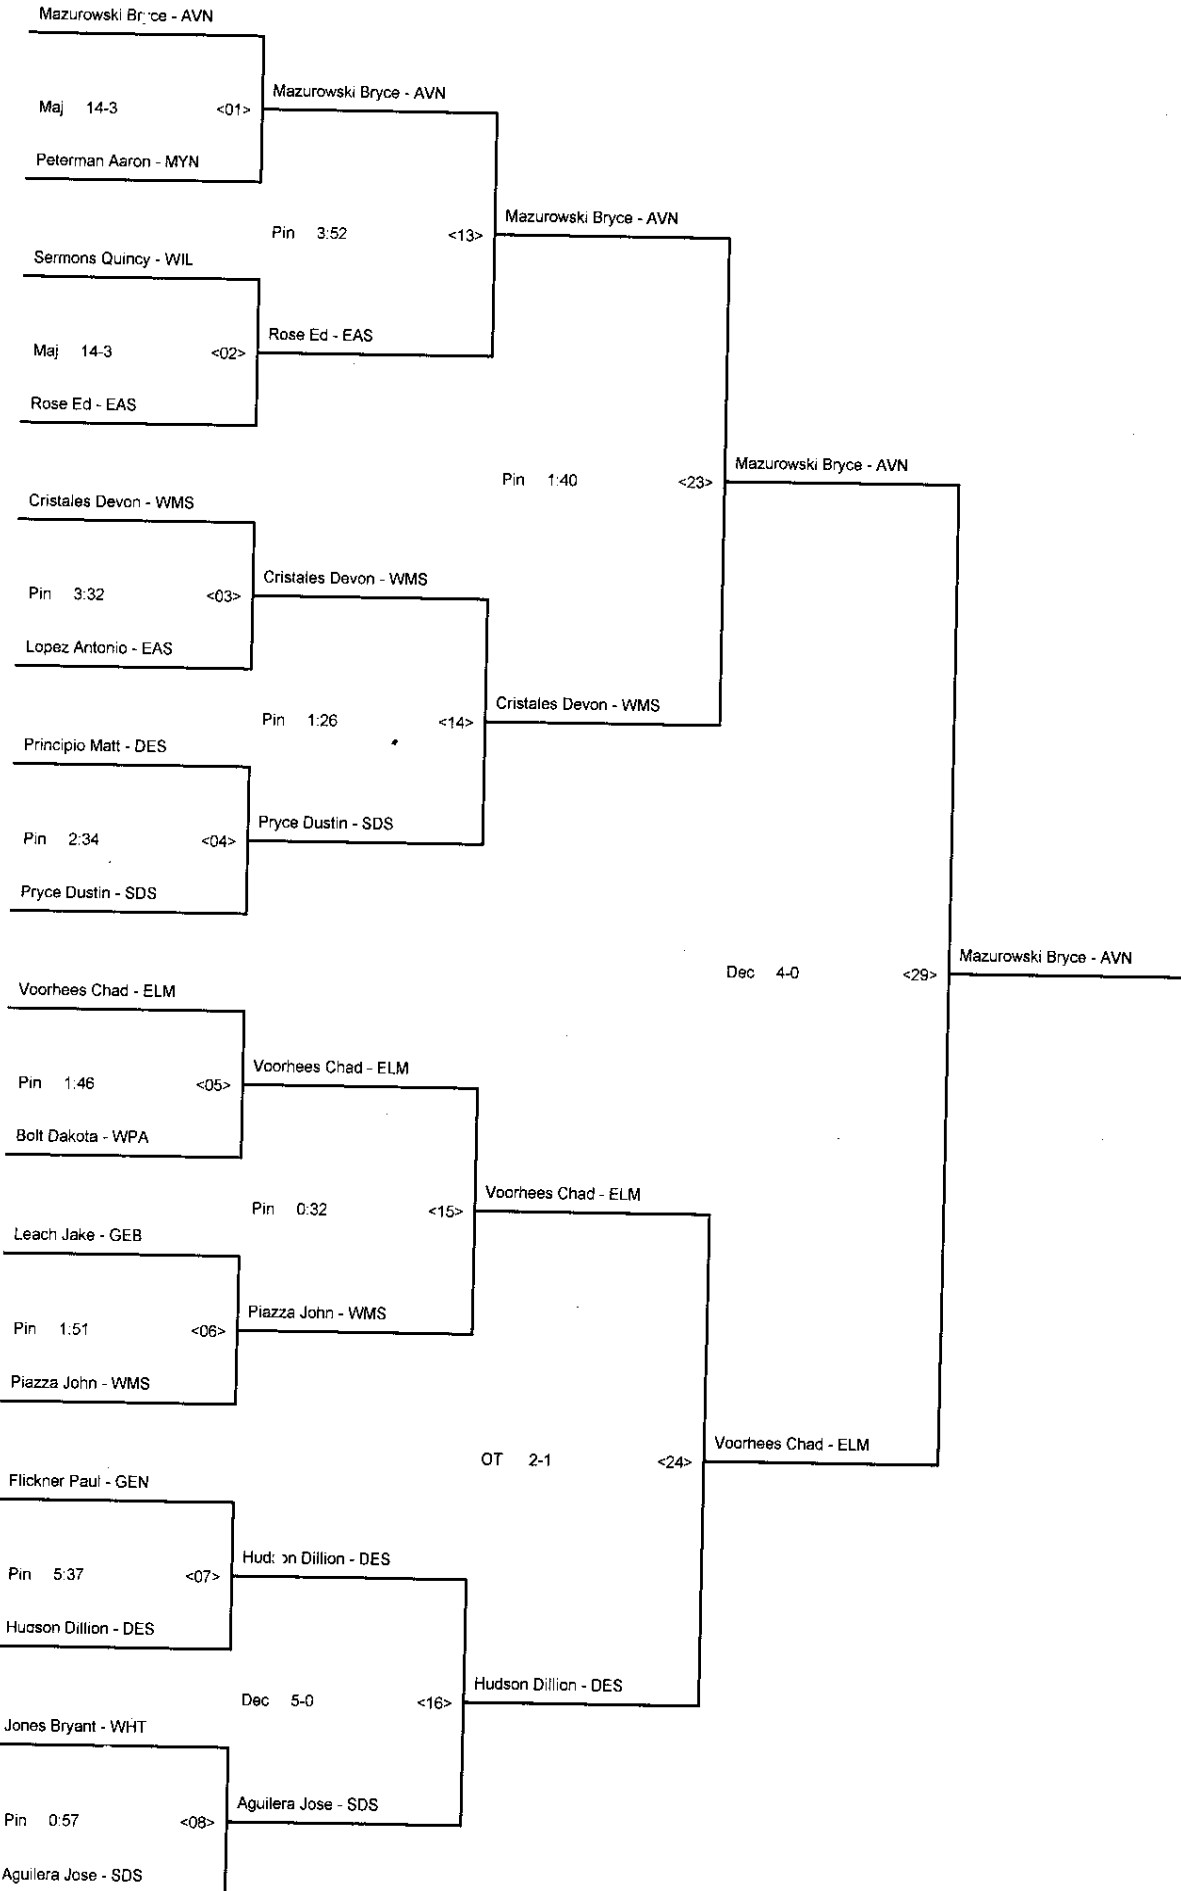 Mazurowski Bryce - AVN
Mazurowski Bryce - AVN
Maj 14-3 <01>
Peterman Aaron - MYN
Mazurowski Bryce - AVN
Pin 3:52 <13>
Sermons Quincy - WIL
Rose Ed - EAS
Maj 14-3 <02>
Rose Ed - EAS
Mazurowski Bryce - AVN
Pin 1:40 <23>
Cristales Devon - WMS
Cristales Devon - WMS
Pin 3:32 <03>
Lopez Antonio - EAS
Cristales Devon - WMS
Pin 1:26 <14>
Principio Matt - DES
Pryce Dustin - SDS
Pin 2:34 <04>
Pryce Dustin - SDS
Mazurowski Bryce - AVN
Dec 4-0 <29>
Voorhees Chad - ELM
Voorhees Chad - ELM
Pin 1:46 <05>
Bolt Dakota - WPA
Voorhees Chad - ELM
Pin 0:32 <15>
Leach Jake - GEB
Piazza John - WMS
Pin 1:51 <06>
Piazza John - WMS
Voorhees Chad - ELM
OT 2-1 <24>
Flickner Paul - GEN
Hudson Dillion - DES
Pin 5:37 <07>
Hudson Dillion - DES
Hudson Dillion - DES
Dec 5-0 <16>
Jones Bryant - WHT
Aguilera Jose - SDS
Pin 0:57 <08>
Aguilera Jose - SDS